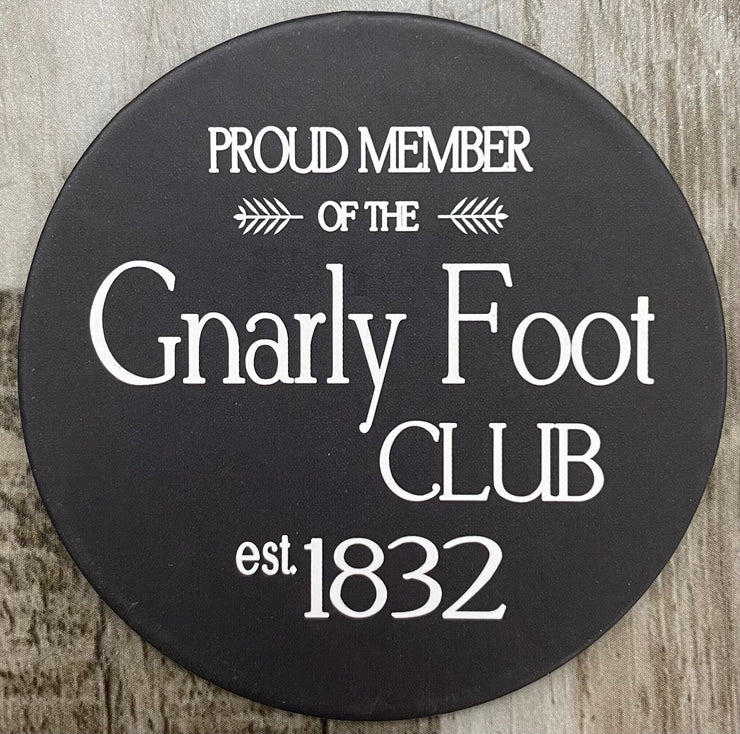 PROUD MEMBER
OF THE
Gnarly Foot
CLUB
est. 1832